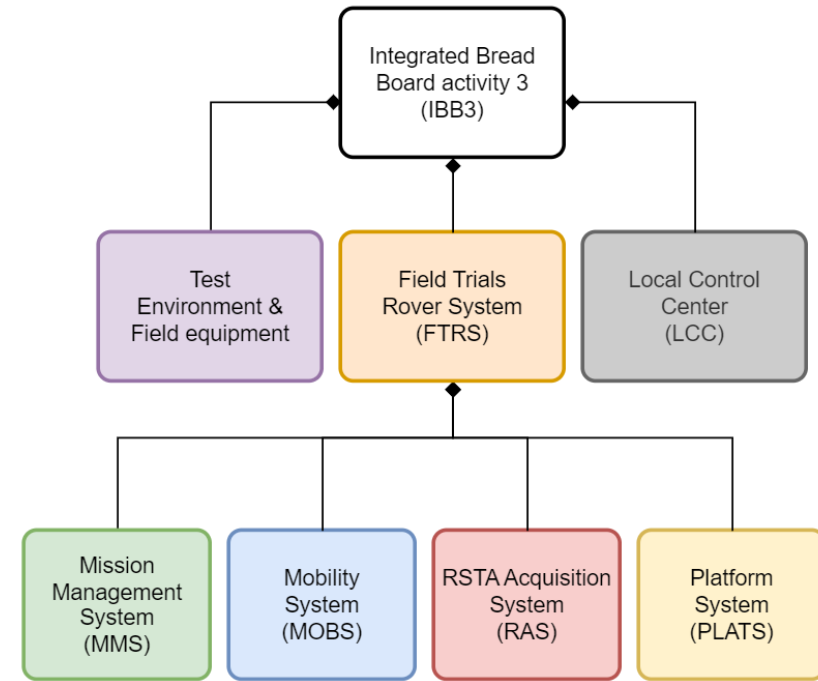 Integrated Bread
Board activity 3
(IBB3)
Test
Environment &
Field equipment
Field Trials
Rover System
(FTRS)
Local Control
Center
(LCC)
Mission
Management
System
(MMS)
Mobility
System
(MOBS)
RSTA Acquisition
System
(RAS)
Platform
System
(PLATS)